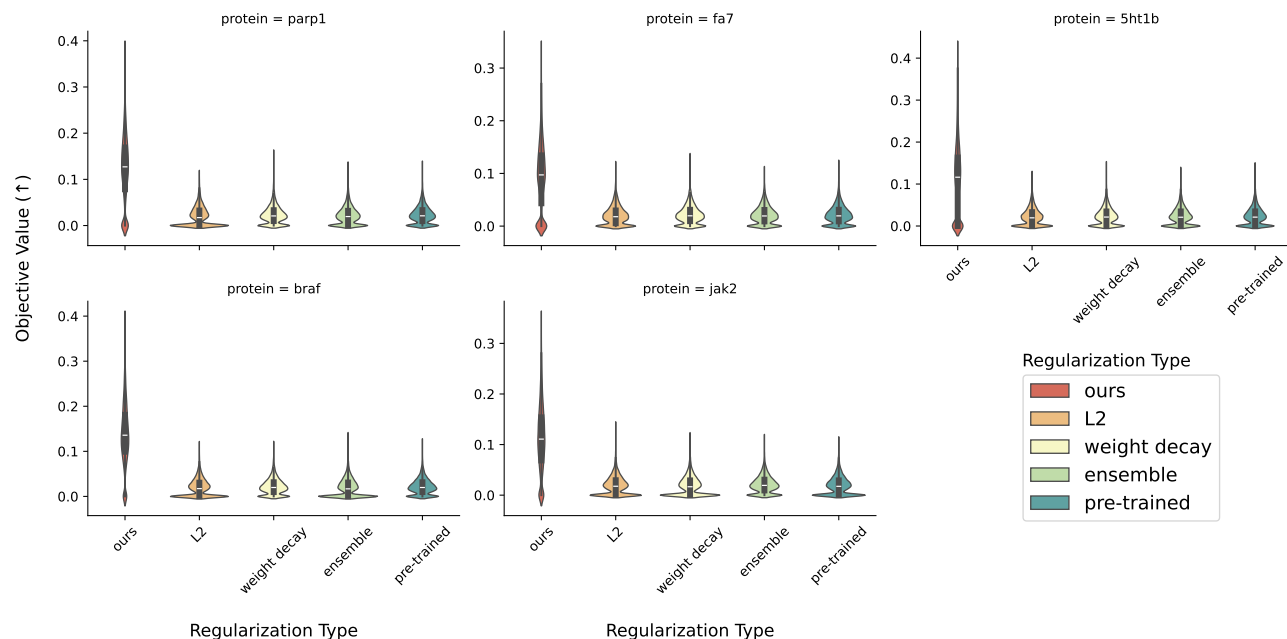 protein = parp1
protein = fa7
protein = 5ht1b
Objective Value (↑)
0.4
0.3
0.2
0.1
0.0
0.3
0.2
0.1
0.0
0.4
0.3
0.2
0.1
0.0
ours
L2
weight decay
ensemble
pre-trained
protein = braf
protein = jak2
0.4
0.3
0.2
0.1
0.0
0.3
0.2
0.1
0.0
ours
L2
weight decay
ensemble
pre-trained
ours
L2
weight decay
ensemble
pre-trained
Regularization Type
Regularization Type
Regularization Type
ours
L2
weight decay
ensemble
pre-trained